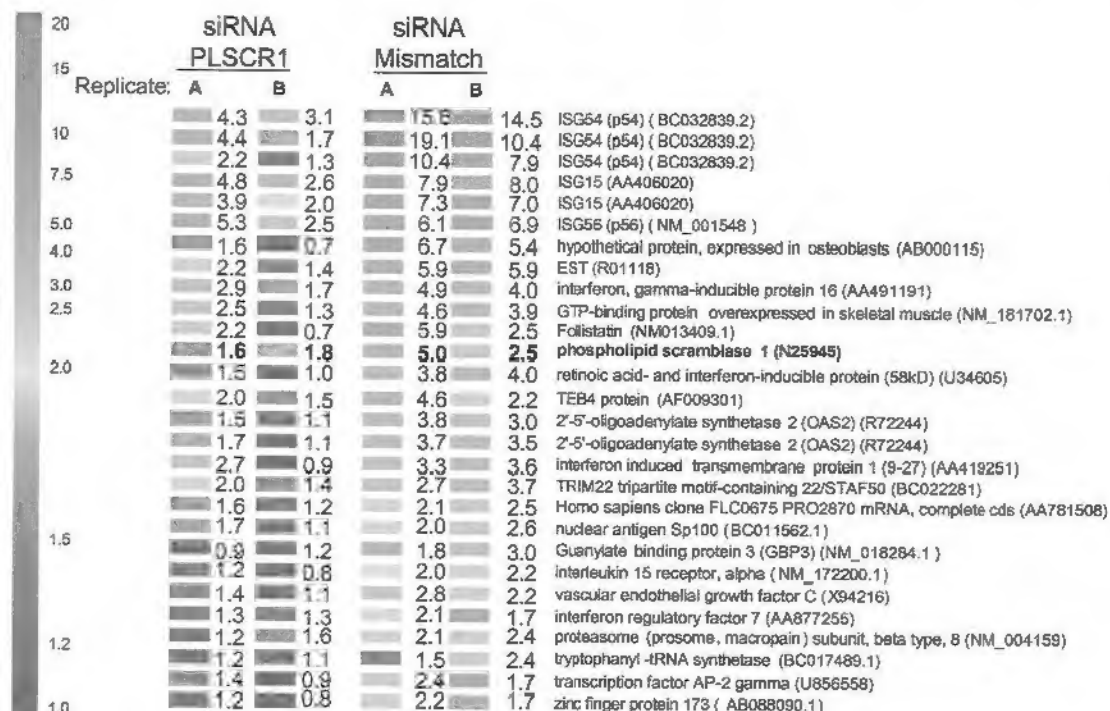 20
siRNA siRNA
PLSCR1 Mismatch
15
Replicate: A B A B
4.3 3.1 15.6 14.5 ISG54 (p54) ( BC032839.2)
10
4.4 1.7 19.1 10.4 ISG54 (p54) ( BC032839.2)
2.2 1.3 10.4 7.9 ISG54 (p54) ( BC032839.2)
7.5
4.8 2.6 7.9 8.0 ISG15 (AA406020)
3.9 2.0 7.3 7.0 ISG15 (AA406020)
5.0
5.3 2.5 6.1 6.9 ISG56 (p56) ( NM_001548 )
4.0
1.6 0.7 6.7 5.4 hypothetical protein, expressed in osteoblasts (AB000115)
2.2 1.4 5.9 5.9 EST (R01118)
3.0
2.9 1.7 4.9 4.0 interferon, gamma-inducible protein 16 (AA491191)
2.5
2.5 1.3 4.6 3.9 GTP-binding protein overexpressed in skeletal muscle (NM_181702.1)
2.2 0.7 5.9 2.5 Follistatin (NM013409.1)
1.6 1.8 5.0 2.5 phospholipid scramblase 1 (N25945)
2.0
1.5 1.0 3.8 4.0 retinoic acid- and interferon-inducible protein (58kD) (U34605)
2.0 1.5 4.6 2.2 TEB4 protein (AF009301)
1.5 1.1 3.8 3.0 2'-5'-oligoadenylate synthetase 2 (OAS2) (R72244)
1.7 1.1 3.7 3.5 2'-5'-oligoadenylate synthetase 2 (OAS2) (R72244)
2.7 0.9 3.3 3.6 interferon induced transmembrane protein 1 (9-27) (AA419251)
2.0 1.4 2.7 3.7 TRIM22 tripartite motif-containing 22/STAF50 (BC022281)
1.6 1.2 2.1 2.5 Homo sapiens clone FLC0675 PRO2870 mRNA, complete cds (AA781508)
1.7 1.1 2.0 2.6 nuclear antigen Sp100 (BC011562.1)
1.5
0.9 1.2 1.8 3.0 Guanylate binding protein 3 (GBP3) (NM_018284.1 )
1.2 0.8 2.0 2.2 interleukin 15 receptor, alpha ( NM_172200.1)
1.4 1.1 2.8 2.2 vascular endothelial growth factor C (X94216)
1.3 1.3 2.1 1.7 interferon regulatory factor 7 (AA877255)
1.2
1.2 1.6 2.1 2.4 proteasome (prosome, macropain) subunit, beta type, 8 (NM_004159)
1.2 1.1 1.5 2.4 tryptophanyl -tRNA synthetase (BC017489.1)
1.4 0.9 2.4 1.7 transcription factor AP-2 gamma (U856558)
1.0
1.2 0.8 2.2 1.7 zinc finger protein 173 ( AB088090.1)